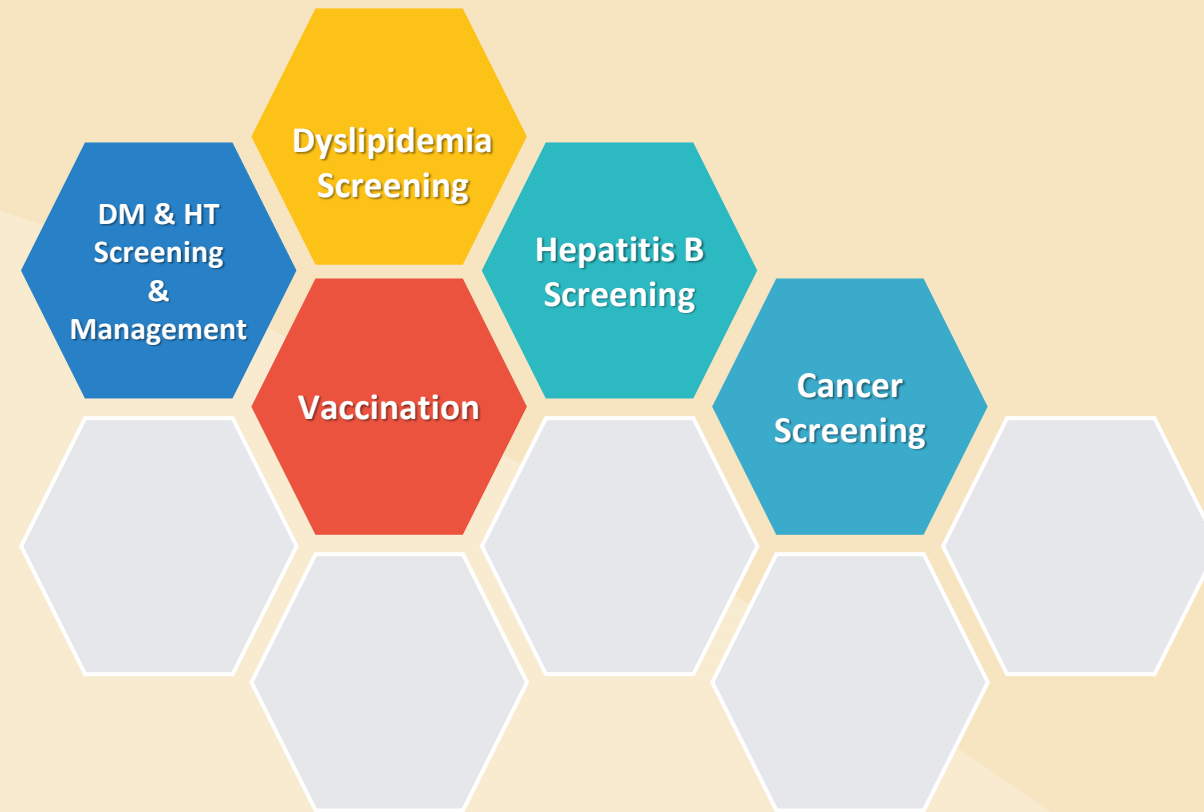 Dyslipidemia
Screening
DM & HT
Screening
&
Management
Hepatitis B
Screening
Vaccination
Cancer
Screening